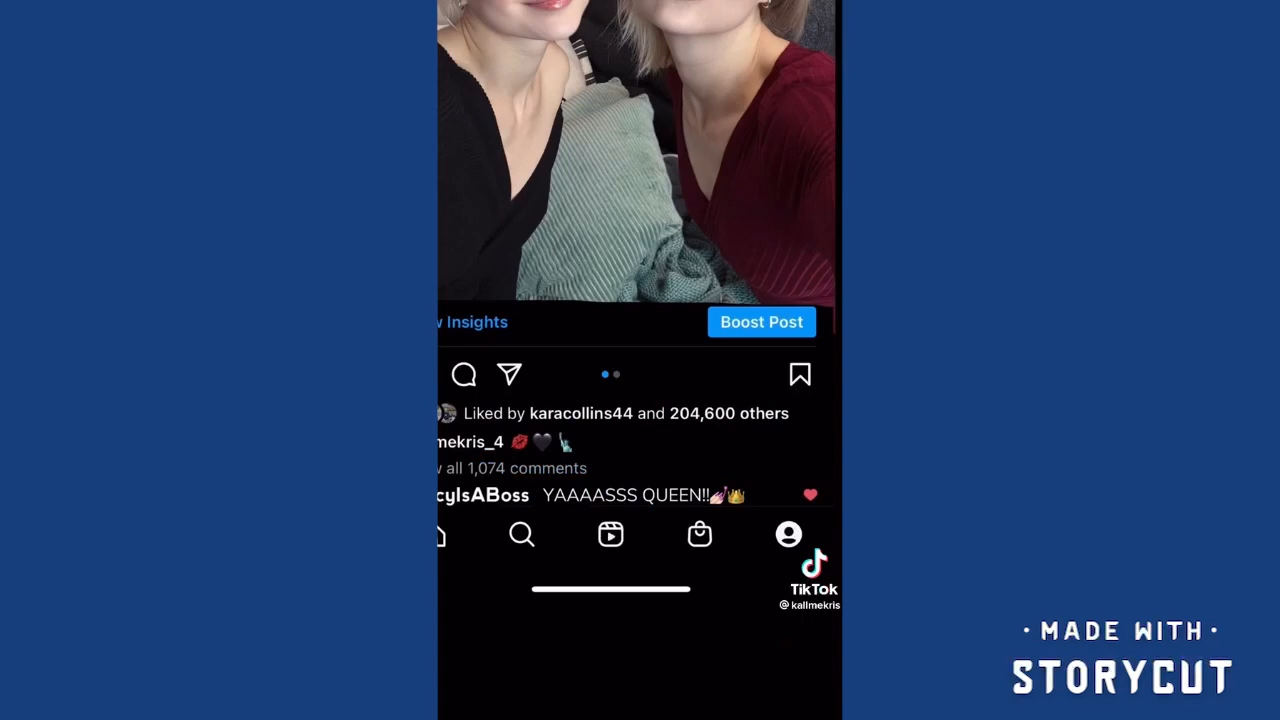 w Insights
Boost Post
Liked by karacollins44 and 204,600 others
mekris_4 💋🖤🗽
w all 1,074 comments
cyIsABoss YAAAASSS QUEEN!!💅🏻👑
TikTok
@kallmekris
· MADE WITH ·
STORYCUT